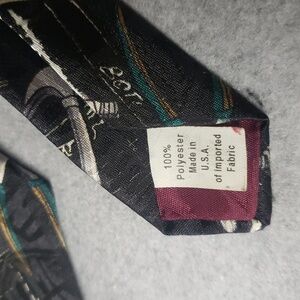 100%
Polyester
Made in
U.S.A.
of imported
Fabric